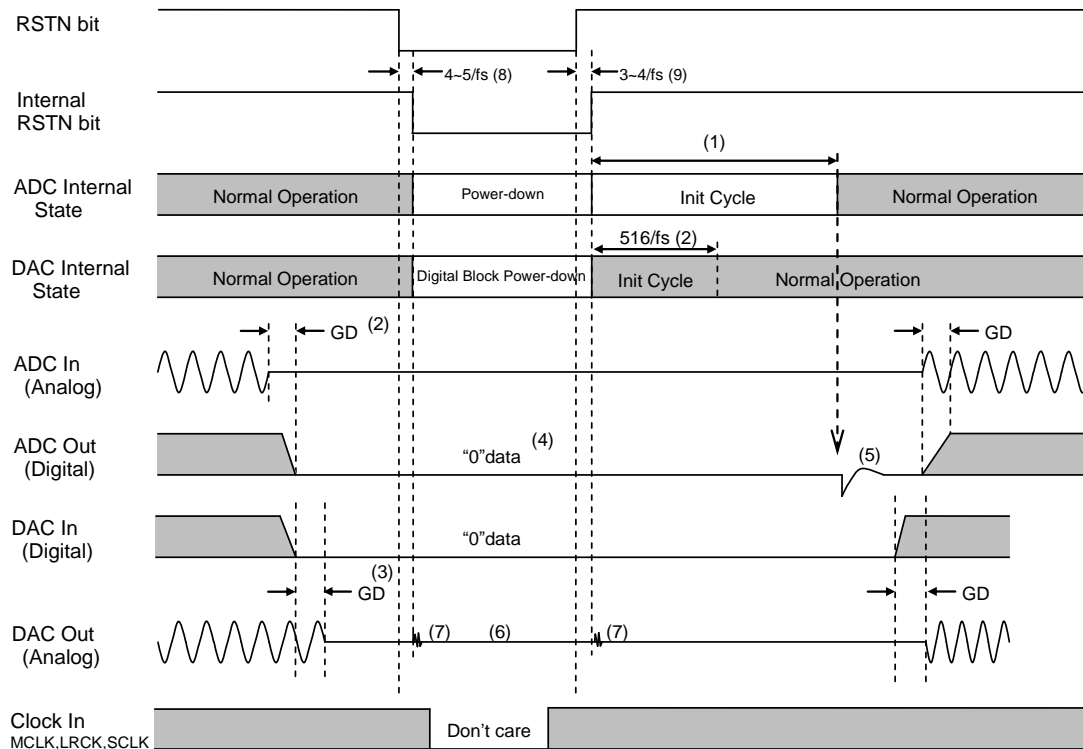 RSTN bit
4~5/fs (8)
3~4/fs (9)
Internal
RSTN bit
(1)
ADC Internal
State
Normal Operation
Power-down
Init Cycle
Normal Operation
516/fs (2)
DAC Internal
State
Normal Operation
Digital Block Power-down
Init Cycle
Normal Operation
GD (2)
GD
ADC In
(Analog)
ADC Out
(Digital)
“0”data (4)
(5)
DAC In
(Digital)
“0”data
(3)
GD
GD
DAC Out
(Analog)
(7)
(6)
(7)
Clock In
MCLK,LRCK,SCLK
Don’t care